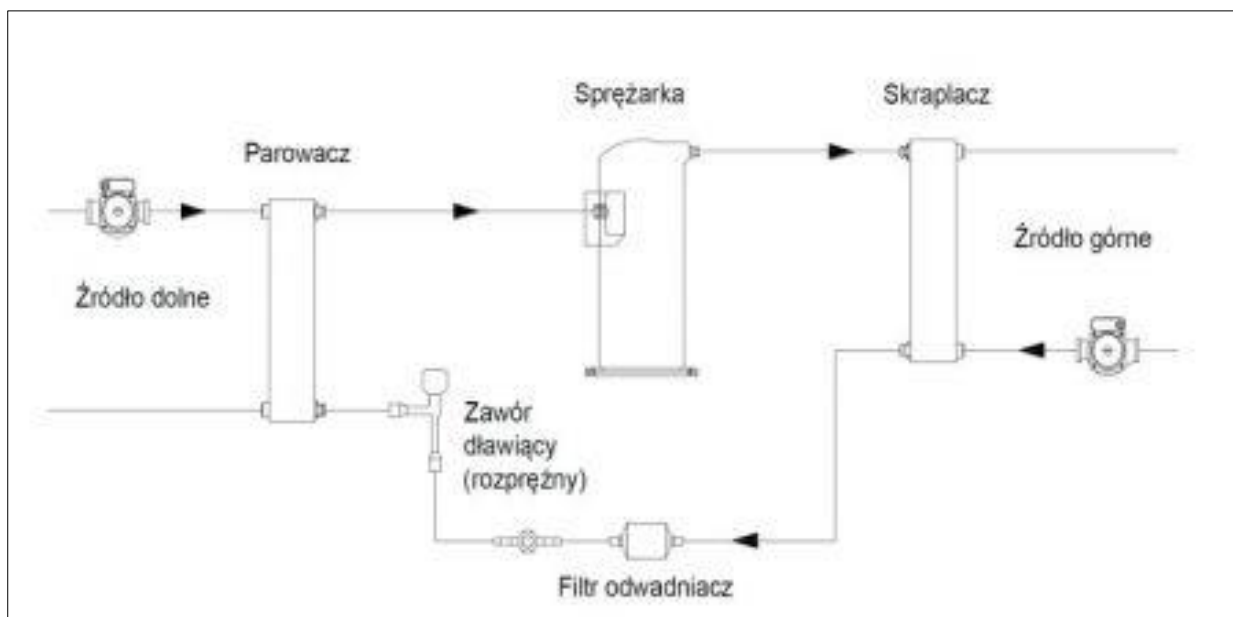 Sprężarka
Skraplacz
Parowacz
Źródło górne
Źródło dolne
Zawór
dławiący
(rozprężny)
Filtr odwadniacz